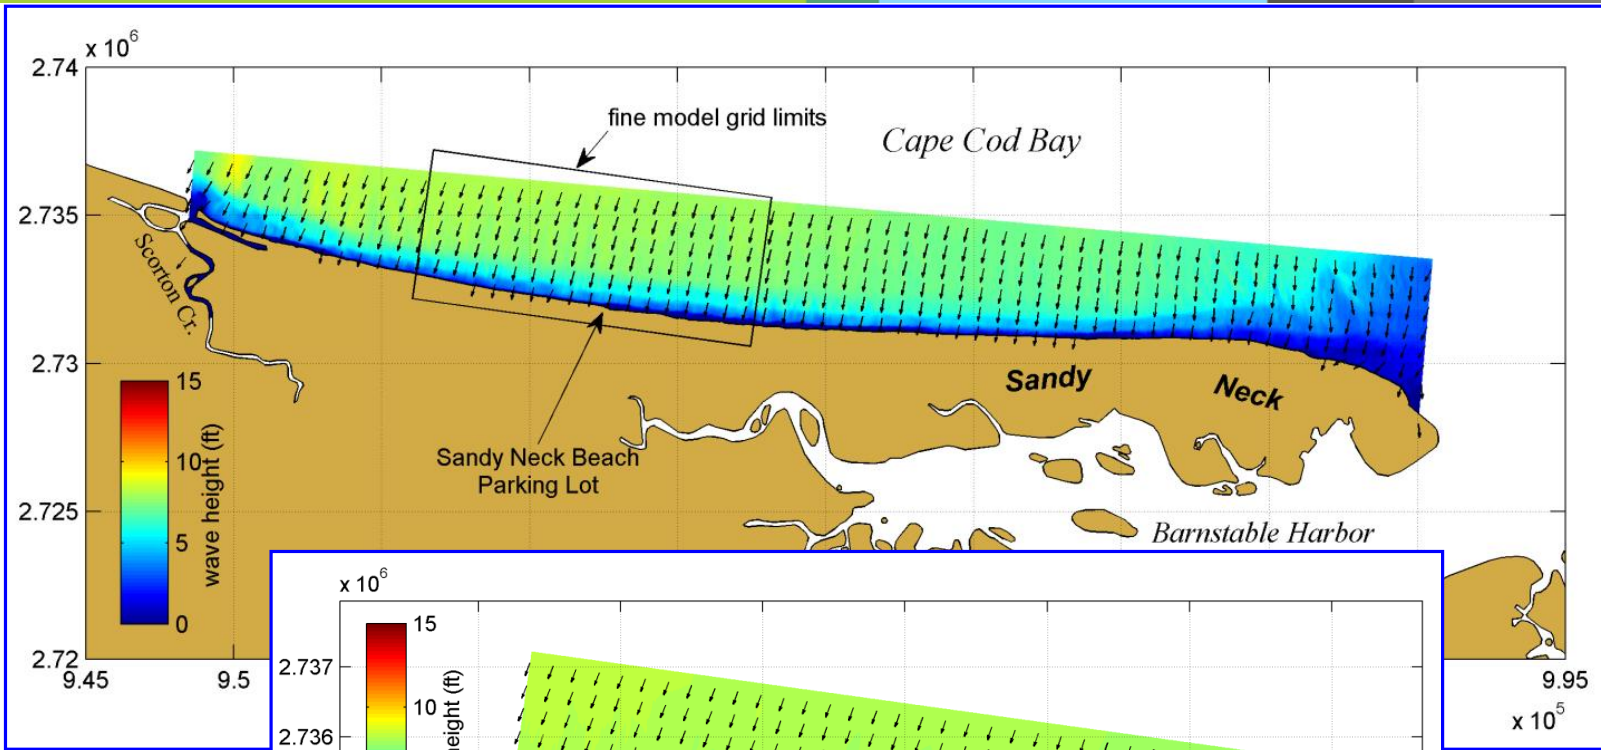 x 10^6
2.74
fine model grid limits
Cape Cod Bay
2.735
Scorton Cr.
2.73
Sandy Neck
15
10
5
0
wave height (ft)
Sandy Neck Beach
Parking Lot
2.725
Barnstable Harbor
2.72
9.45
9.5
9.95
x 10^5
x 10^6
15
2.737
10
2.736